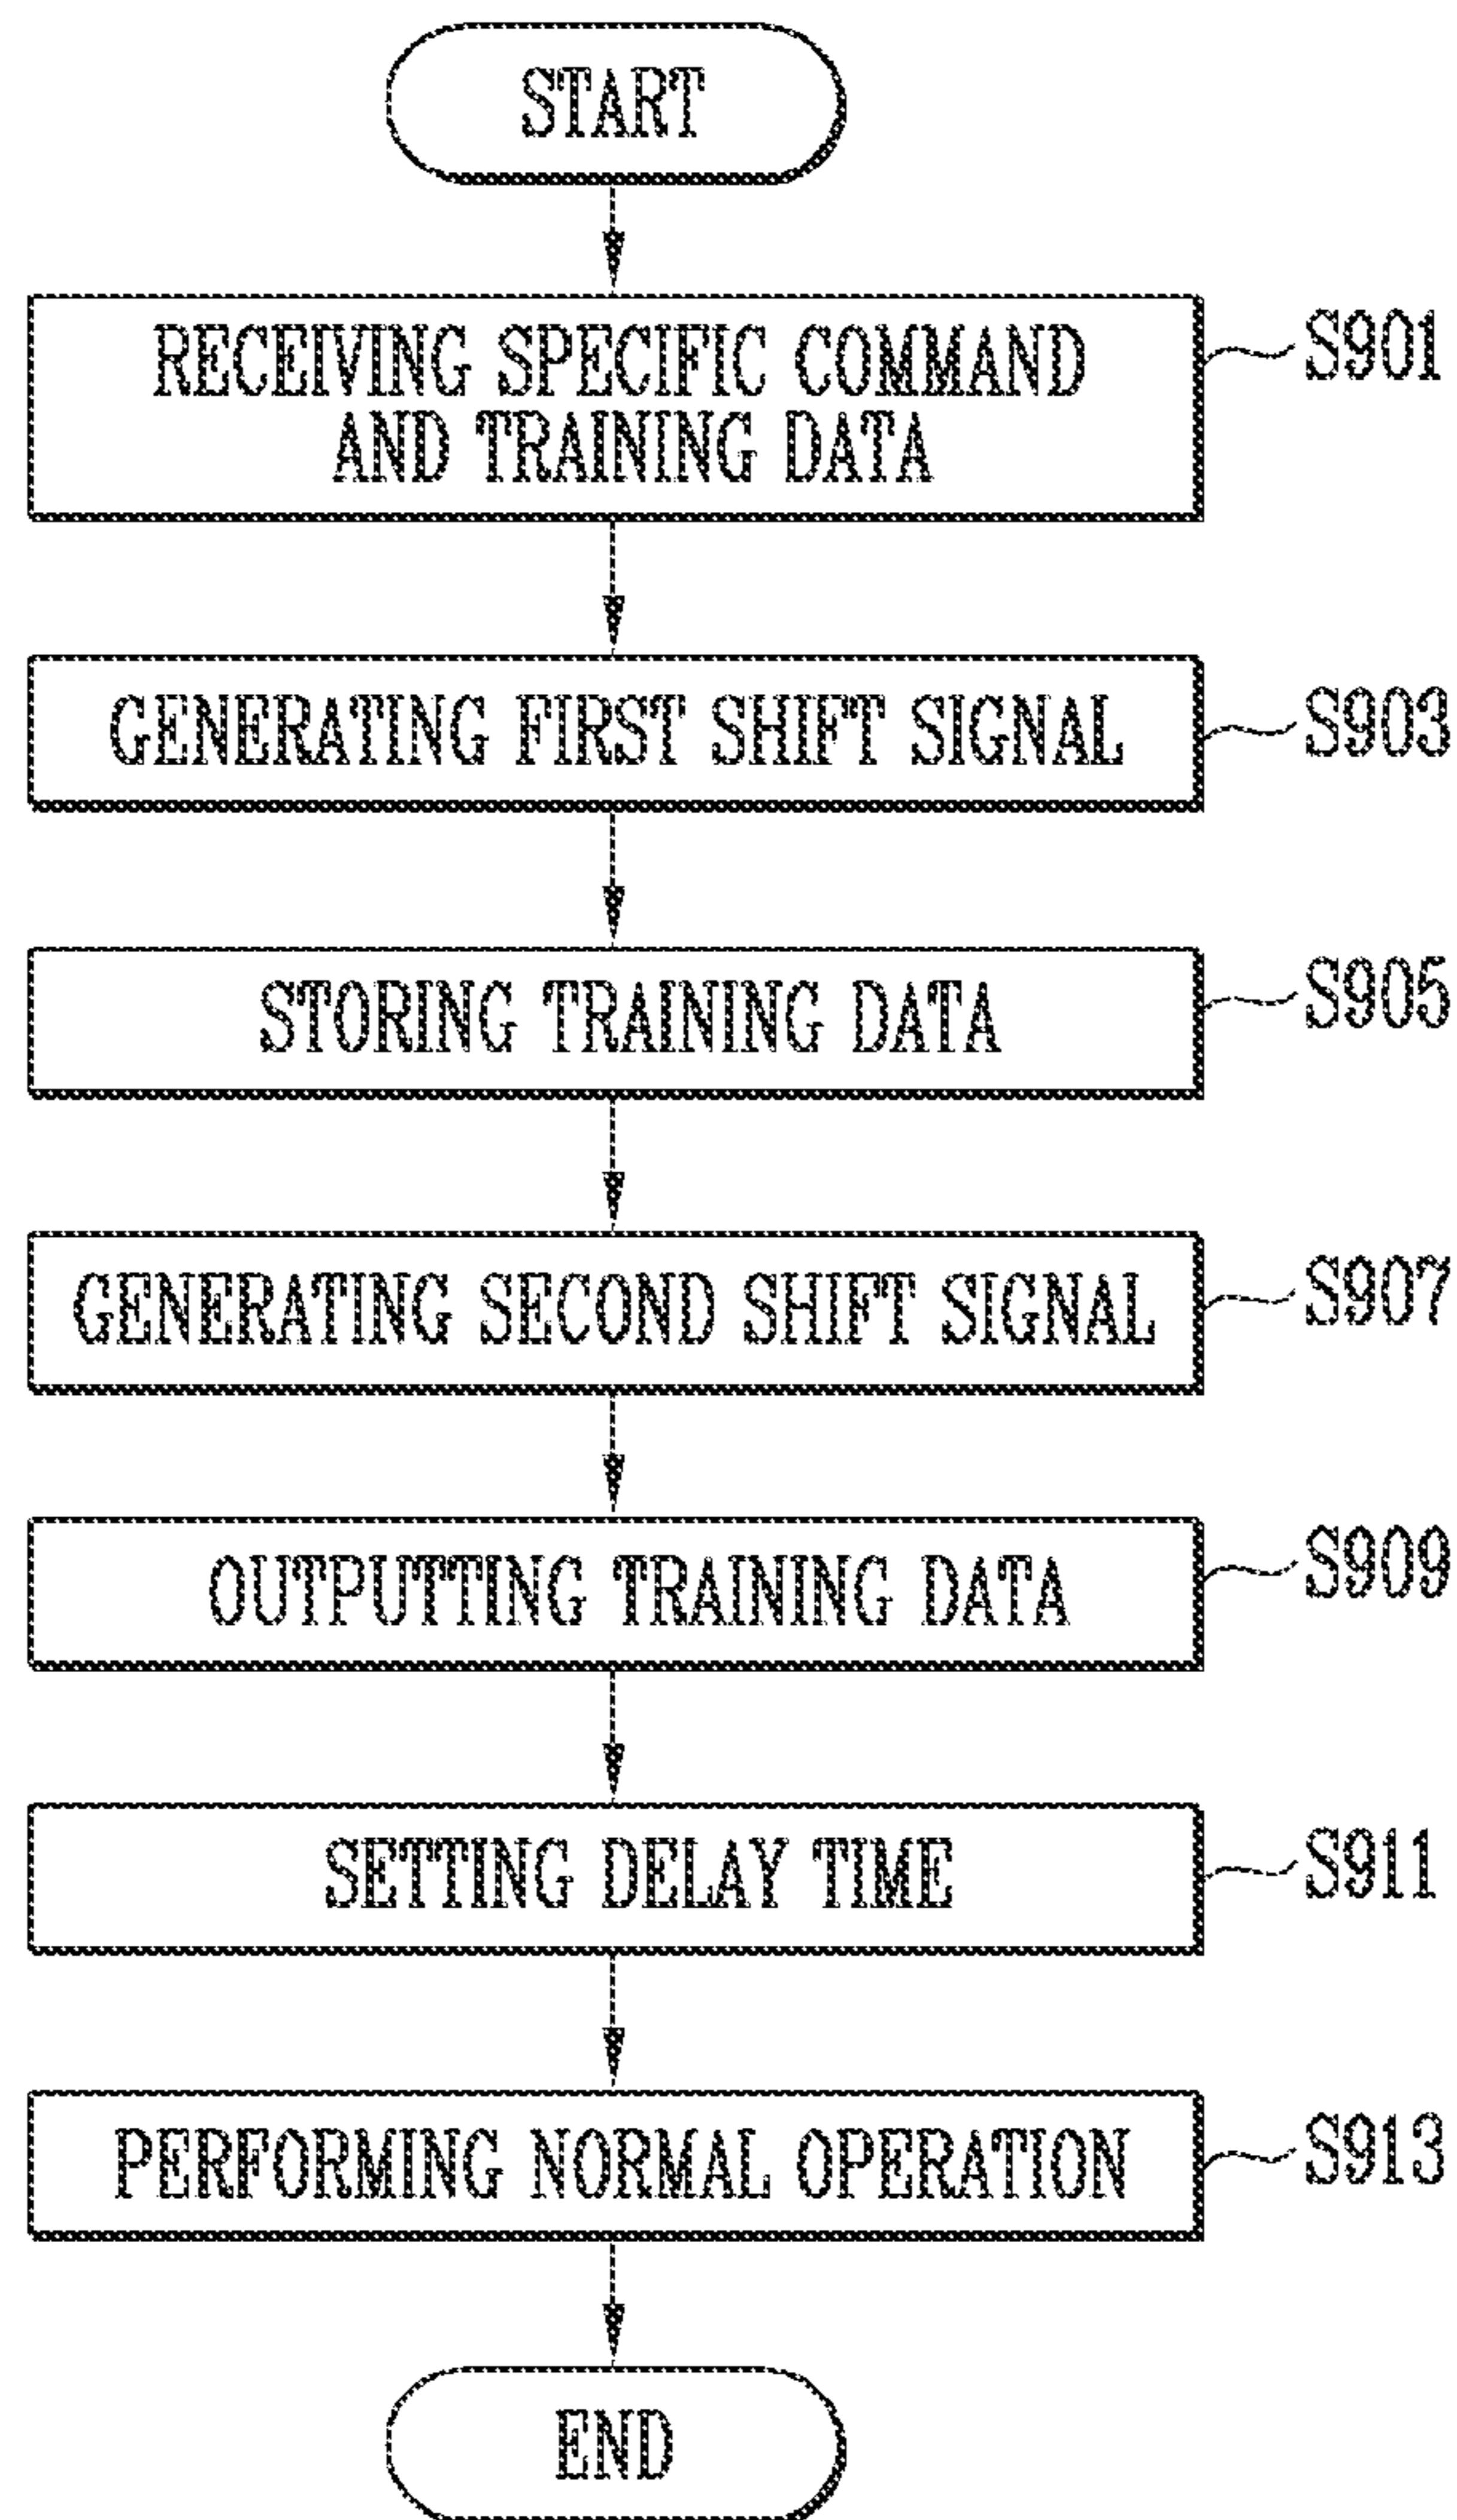 START
RECEIVING SPECIFIC COMMAND
AND TRAINING DATA
S901
GENERATING FIRST SHIFT SIGNAL
S903
STORING TRAINING DATA
S905
GENERATING SECOND SHIFT SIGNAL
S907
OUTPUTTING TRAINING DATA
S909
SETTING DELAY TIME
S911
PERFORMING NORMAL OPERATION
S913
END